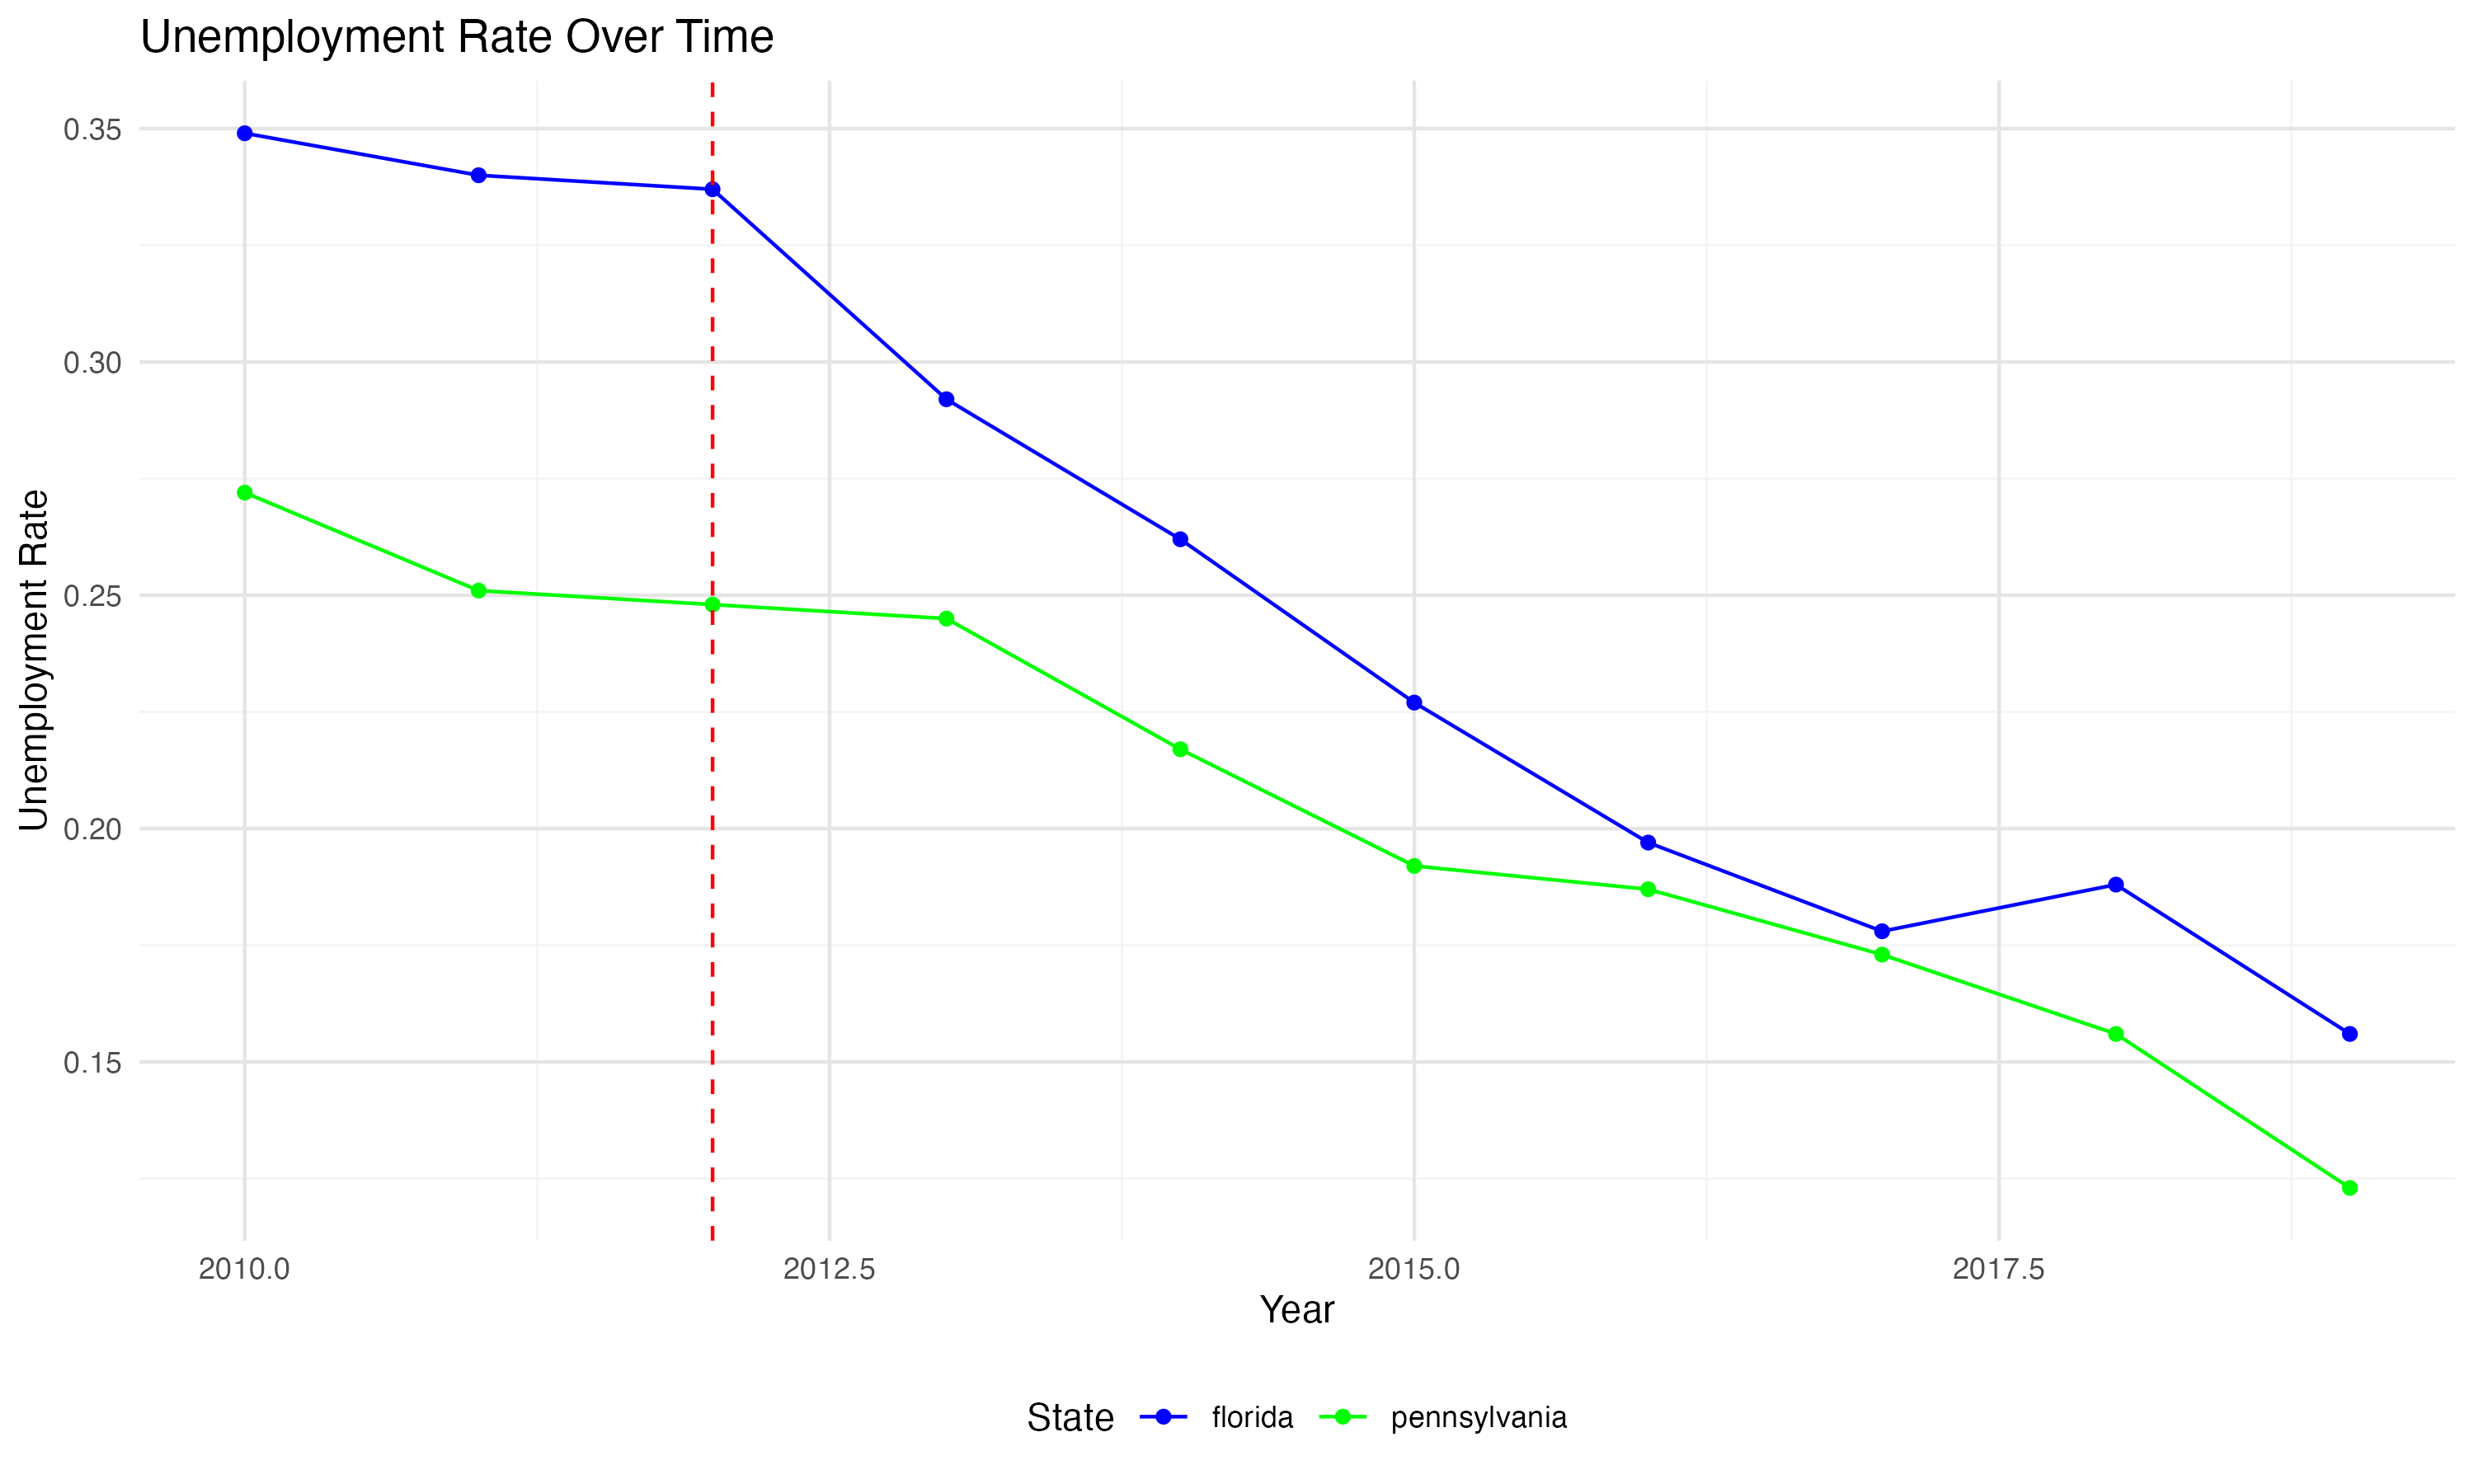 Unemployment Rate Over Time
Unemployment Rate
0.35
0.30
0.25
0.20
0.15
2010.0 2012.5 2015.0 2017.5
Year
State florida pennsylvania